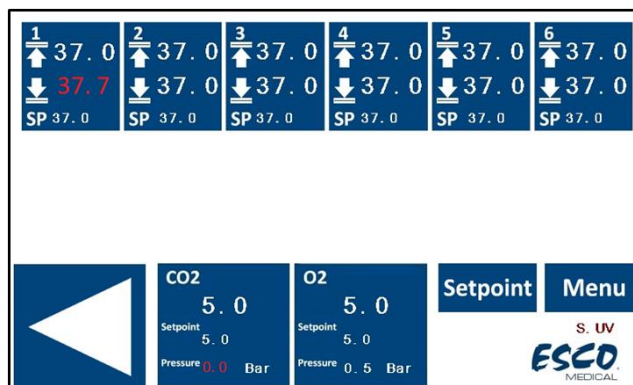 1 2 3 4 5 6
37.0 37.0 37.0 37.0 37.0 37.0
37.7 37.0 37.0 37.0 37.0 37.0
SP 37.0 SP 37.0 SP 37.0 SP 37.0 SP 37.0 SP 37.0
CO2 O2
5.0 5.0
Setpoint Setpoint
5.0 5.0
Pressure 0.0 Bar Pressure 0.5 Bar
Setpoint Menu
S. UV
ESCO
MEDICAL